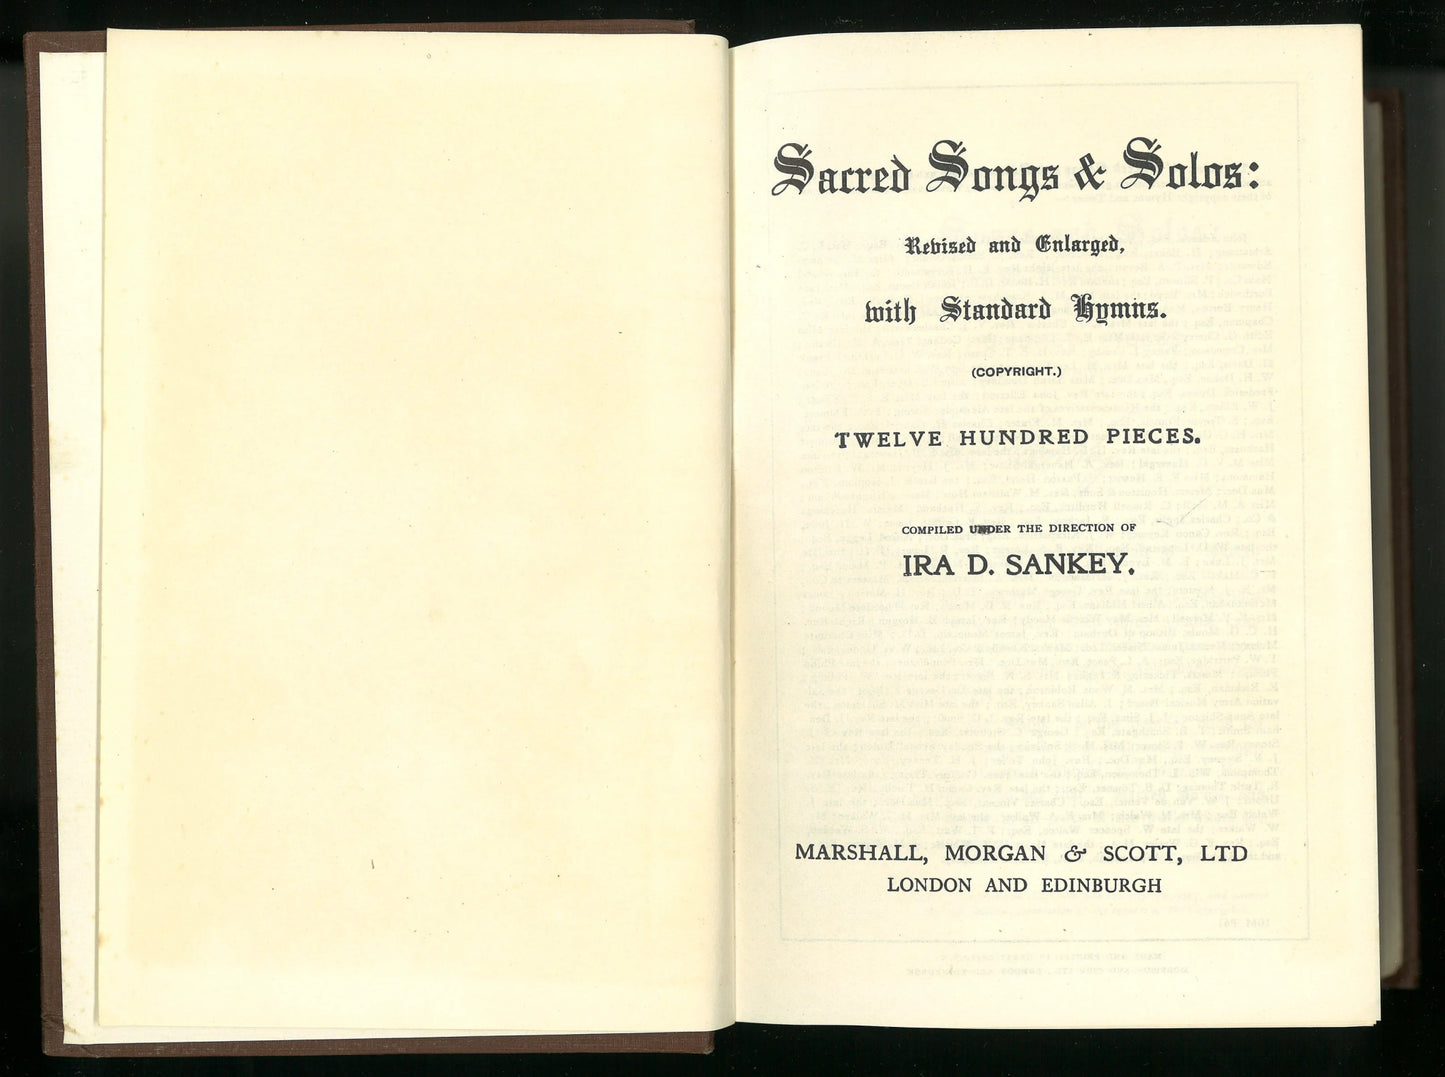 Sacred Songs & Solos:
Revised and Enlarged,
with Standard Hymns.
(COPYRIGHT.)
TWELVE HUNDRED PIECES.
COMPILED UNDER THE DIRECTION OF
IRA D. SANKEY.
MARSHALL, MORGAN & SCOTT, LTD
LONDON AND EDINBURGH